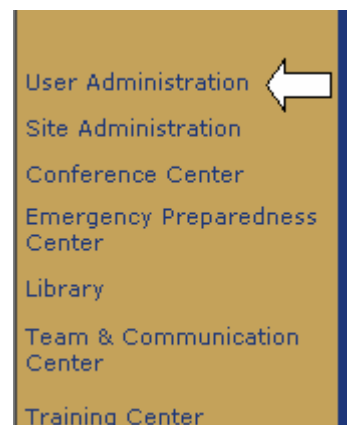 User Administration
Site Administration
Conference Center
Emergency Preparedness
Center
Library
Team & Communication
Center
Training Center